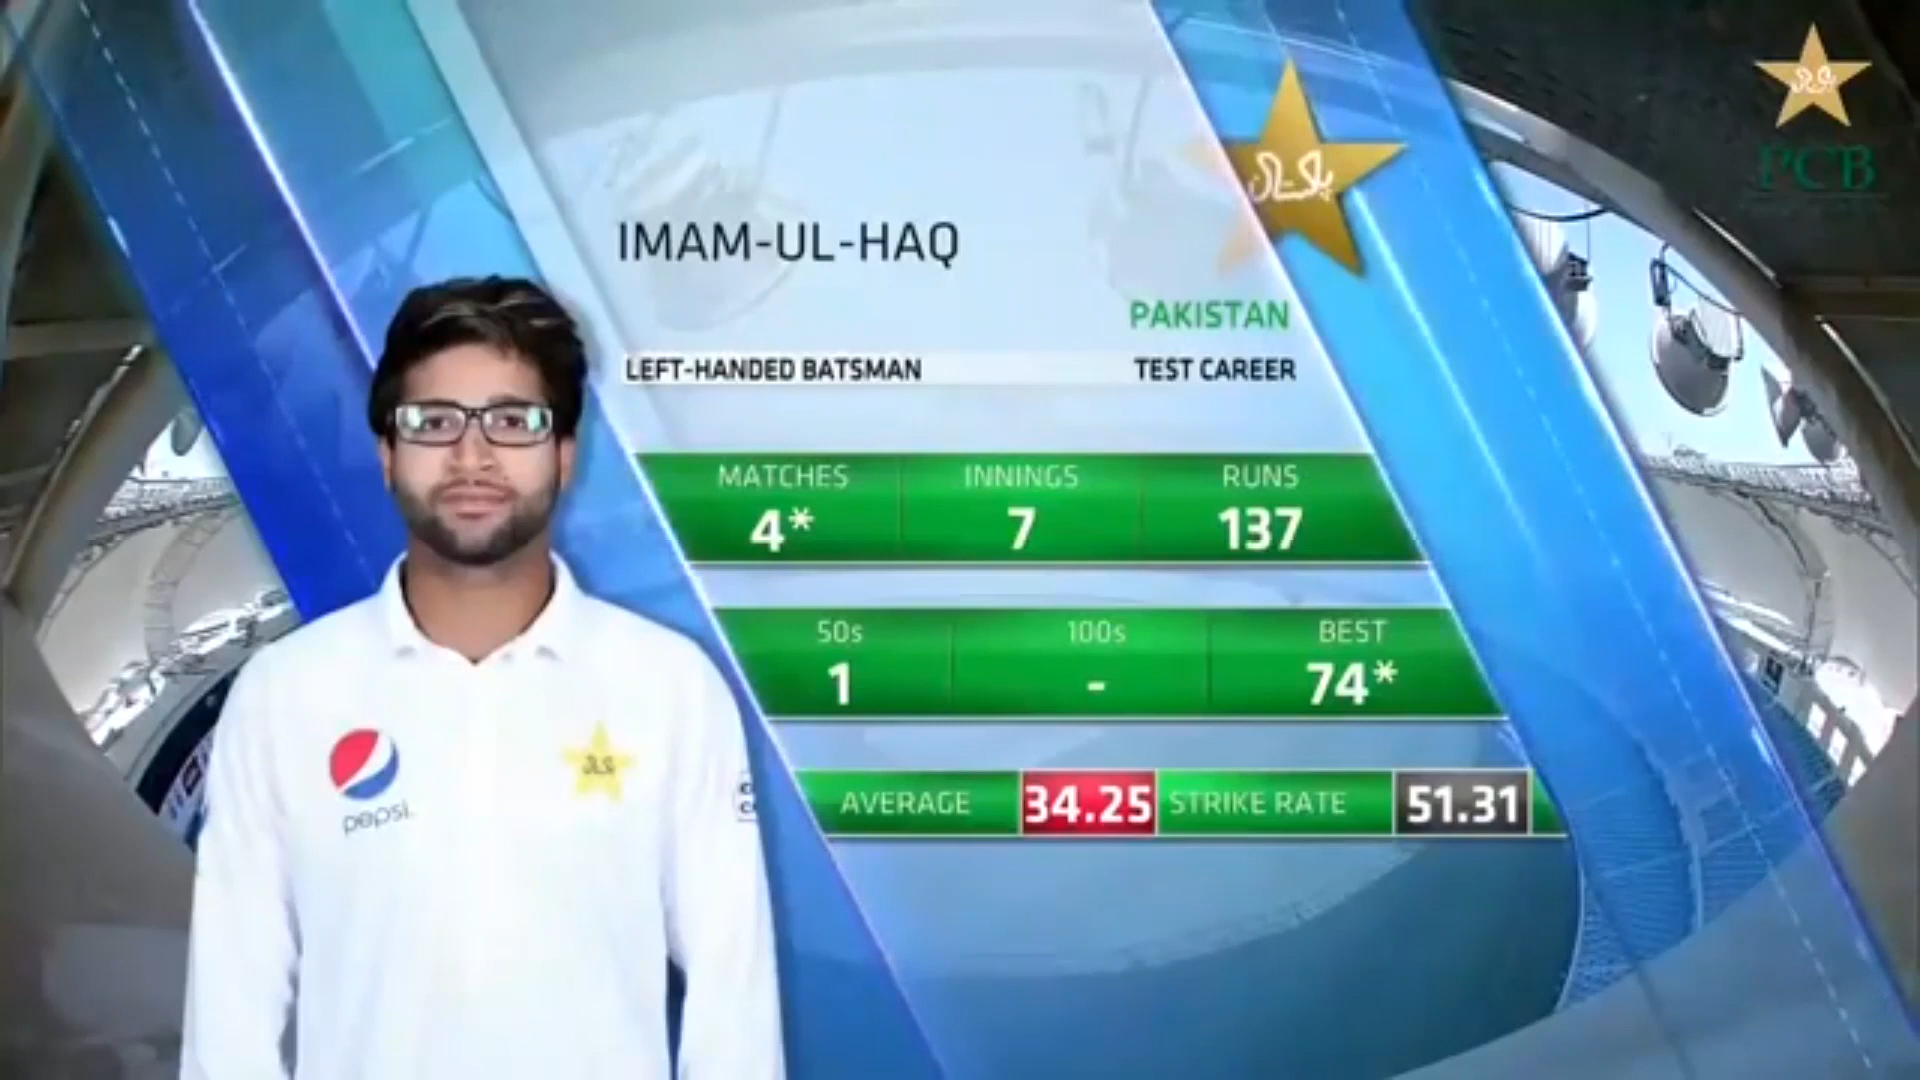 PCB
پاکستان
IMAM-UL-HAQ
PAKISTAN
LEFT-HANDED BATSMAN TEST CAREER
MATCHES INNINGS RUNS
4* 7 137
50s 100s BEST
1 - 74*
AVERAGE 34.25 STRIKE RATE 51.31
pepsi